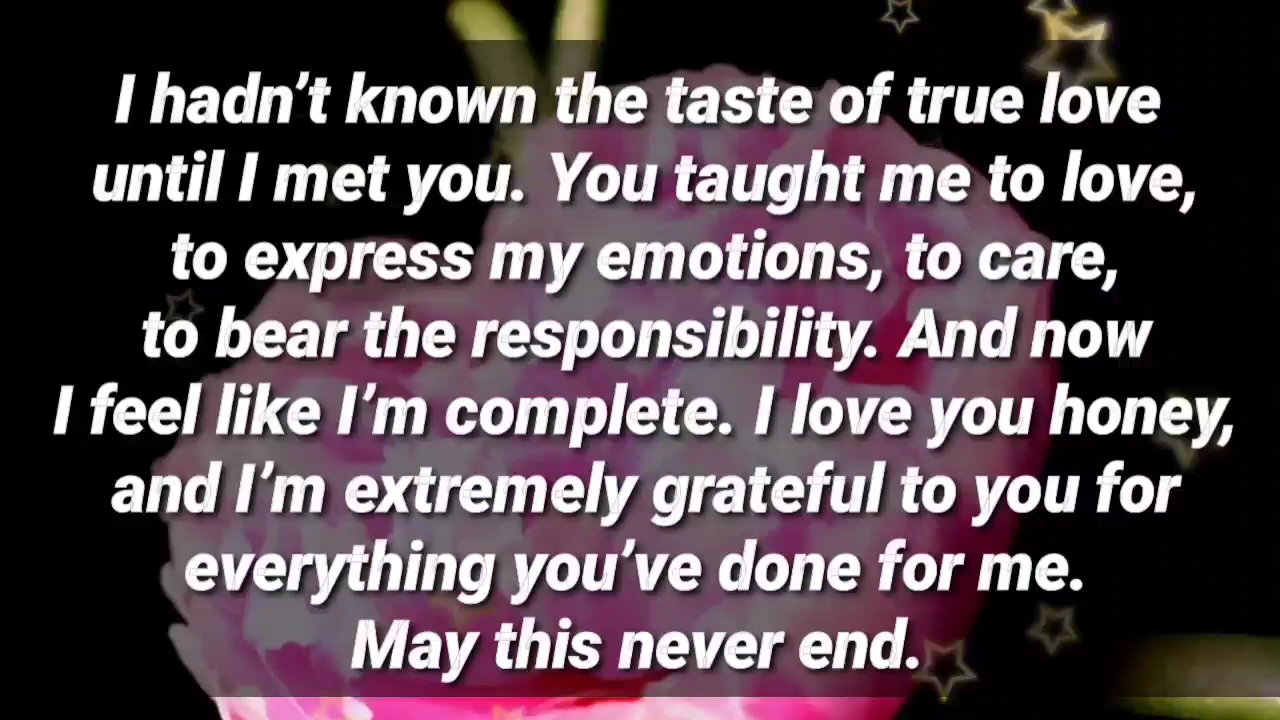 I hadn’t known the taste of true love
until I met you. You taught me to love,
to express my emotions, to care,
to bear the responsibility. And now
I feel like I’m complete. I love you honey,
and I’m extremely grateful to you for
everything you’ve done for me.
May this never end.